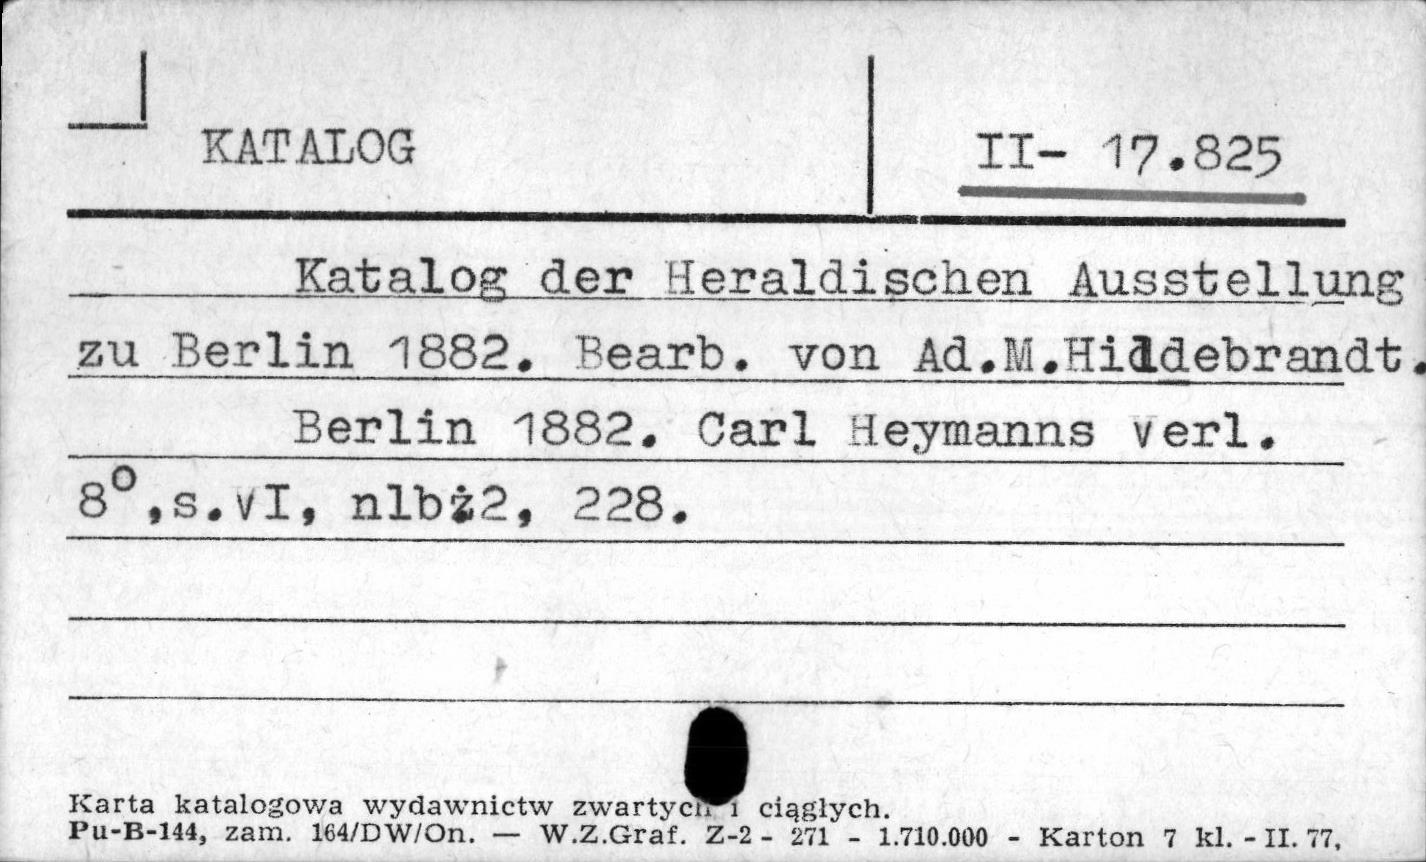 KATALOG
II- 17.825
Katalog der Heraldischen Ausstellung
zu Berlin 1882. Bearb. von Ad.M.Hildebrandt.
Berlin 1882. Carl Heymanns Verl.
8°,s.VI, nlbż2, 228.
Karta katalogowa wydawnictw zwartych i ciągłych.
Pu-B-144, zam. 164/DW/On. — W.Z.Graf. Z-2 - 271 - 1.710.000 - Karton 7 kl. - II. 77.